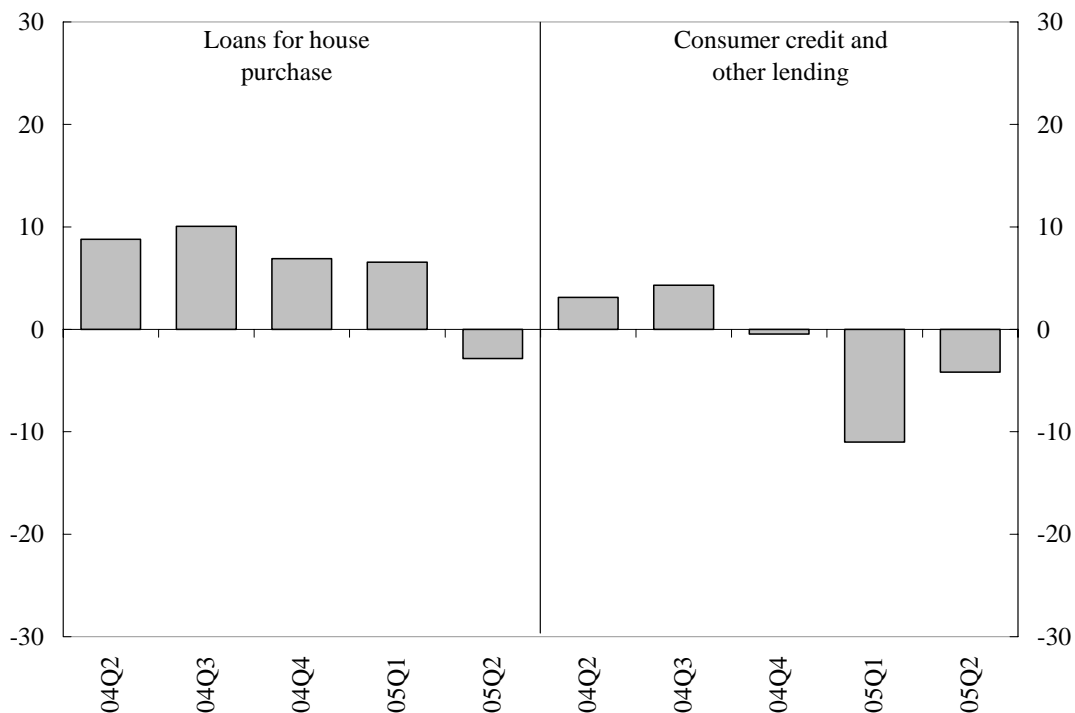 Loans for house
purchase
Consumer credit and
other lending
30
20
10
0
-10
-20
-30
30
20
10
0
-10
-20
-30
04Q2
04Q3
04Q4
05Q1
05Q2
04Q2
04Q3
04Q4
05Q1
05Q2